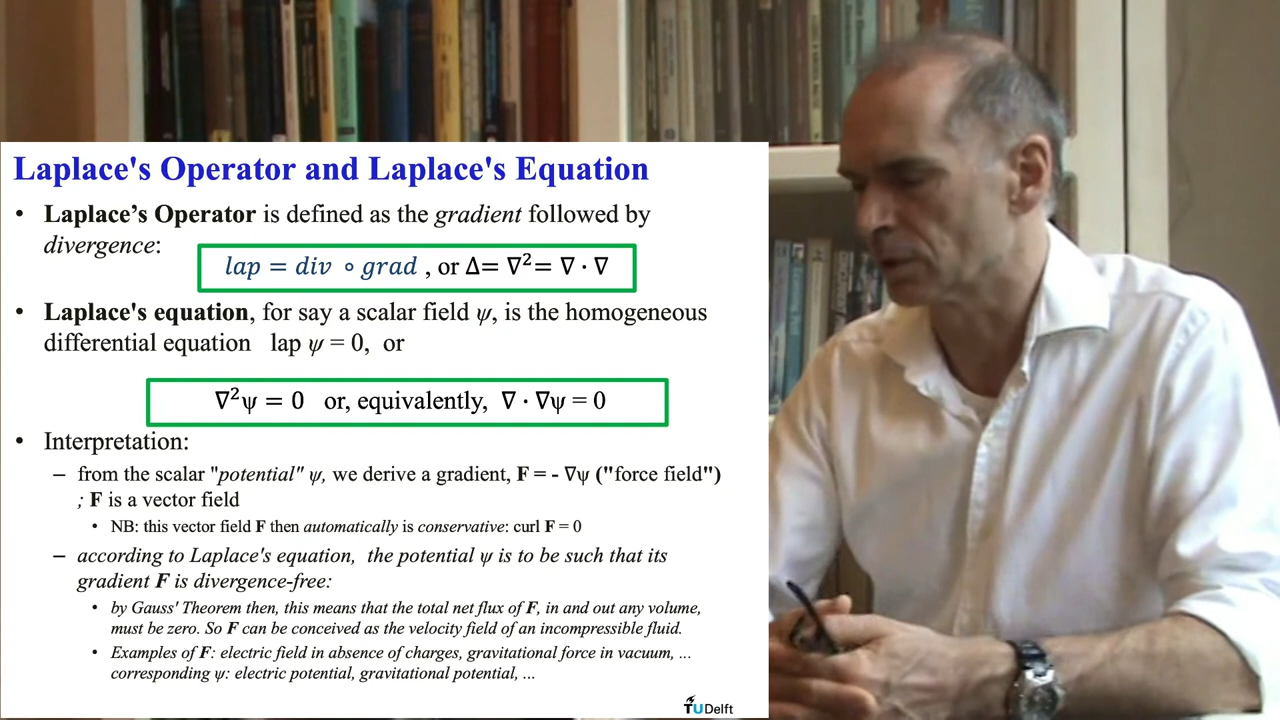 Laplace's Operator and Laplace's Equation
• Laplace’s Operator is defined as the gradient followed by
divergence:
lap = div ∘ grad , or Δ= ∇²= ∇ · ∇
• Laplace's equation, for say a scalar field ψ, is the homogeneous
differential equation lap ψ = 0, or
∇²ψ = 0 or, equivalently, ∇ · ∇ψ = 0
• Interpretation:
– from the scalar "potential" ψ, we derive a gradient, F = - ∇ψ ("force field")
; F is a vector field
• NB: this vector field F then automatically is conservative: curl F = 0
– according to Laplace's equation, the potential ψ is to be such that its
gradient F is divergence-free:
• by Gauss' Theorem then, this means that the total net flux of F, in and out any volume,
must be zero. So F can be conceived as the velocity field of an incompressible fluid.
• Examples of F: electric field in absence of charges, gravitational force in vacuum, ...
corresponding ψ: electric potential, gravitational potential, ...
TU Delft